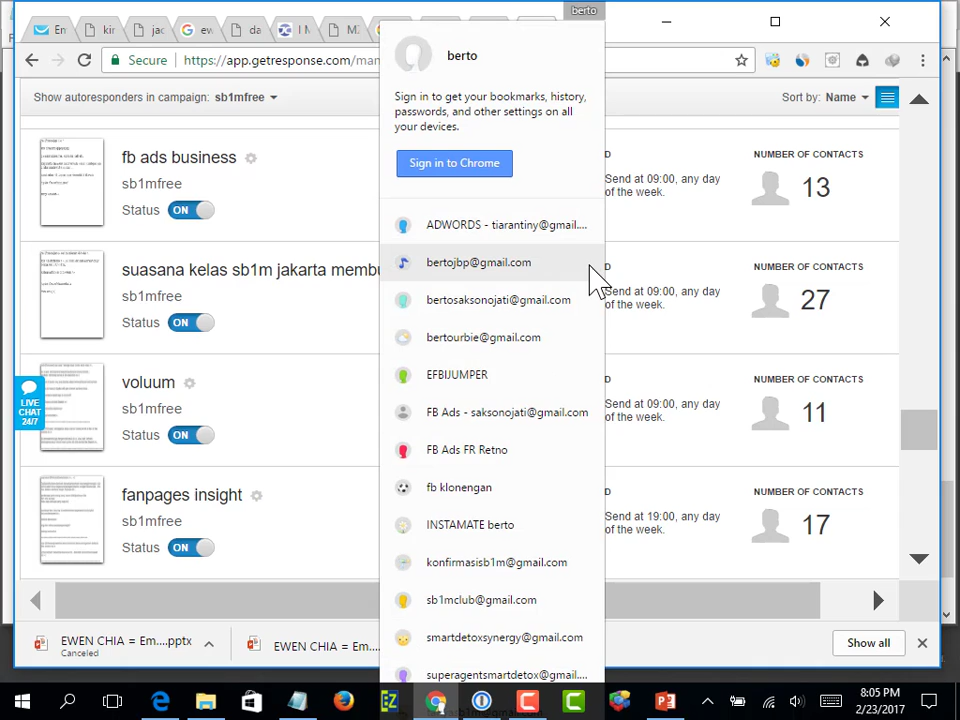 berto
En
kir
jac
ew
da
I M
MZ
Secure
https://app.getresponse.com/man
berto
Sign in to get your bookmarks, history,
passwords, and other settings on all
your devices.
Sign in to Chrome
ADWORDS - tiarantiny@gmail....
bertojbp@gmail.com
bertosaksonojati@gmail.com
bertourbie@gmail.com
EFBIJUMPER
FB Ads - saksonojati@gmail.com
FB Ads FR Retno
fb klonengan
INSTAMATE berto
konfirmasisb1m@gmail.com
sb1mclub@gmail.com
smartdetoxsynergy@gmail.com
superagentsmartdetox@gmail....
Show autoresponders in campaign: sb1mfree
Sort by: Name
fb ads business
sb1mfree
Status ON
D
Send at 09:00, any day
of the week.
NUMBER OF CONTACTS
13
suasana kelas sb1m jakarta membu
sb1mfree
Status ON
D
Send at 09:00, any day
of the week.
NUMBER OF CONTACTS
27
voluum
sb1mfree
Status ON
D
Send at 09:00, any day
of the week.
NUMBER OF CONTACTS
11
fanpages insight
sb1mfree
Status ON
D
Send at 19:00, any day
of the week.
NUMBER OF CONTACTS
17
LIVE
CHAT
24/7
EWEN CHIA = Em....pptx
Canceled
EWEN CHIA = Em
Show all
8:05 PM
2/23/2017